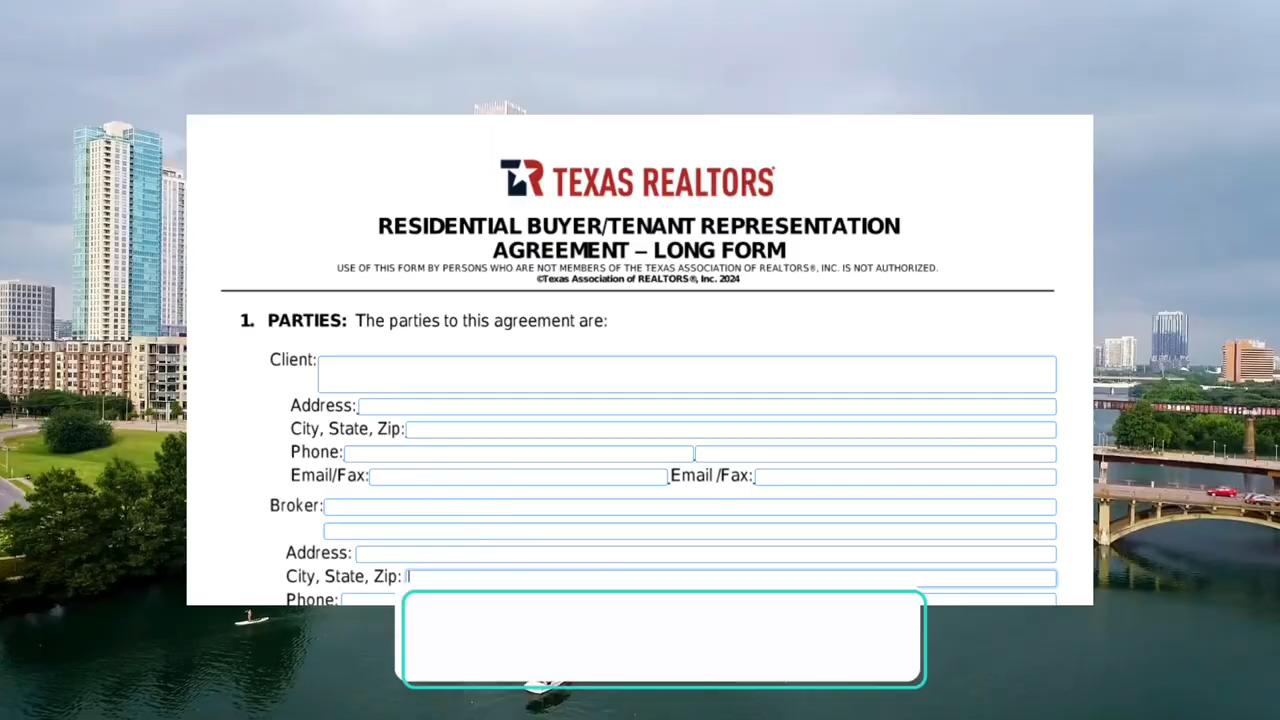 TEXAS REALTORS
RESIDENTIAL BUYER/TENANT REPRESENTATION
AGREEMENT – LONG FORM
USE OF THIS FORM BY PERSONS WHO ARE NOT MEMBERS OF THE TEXAS ASSOCIATION OF REALTORS®, INC. IS NOT AUTHORIZED.
©Texas Association of REALTORS®, Inc. 2024
1. PARTIES: The parties to this agreement are:
Client:
Address:
City, State, Zip:
Phone:
Email/Fax: Email /Fax:
Broker:
Address:
City, State, Zip:
Phone: